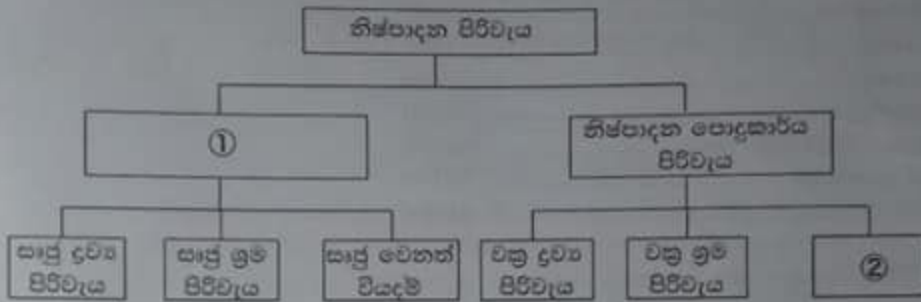 නිෂ්පාදන පිරිවැය
①
නිෂ්පාදන පොදුකාර්ය
පිරිවැය
සෘජු ද්‍රව්‍ය
පිරිවැය
සෘජු ශ්‍රම
පිරිවැය
සෘජු වෙනත්
වියදම්
වක්‍ර ද්‍රව්‍ය
පිරිවැය
වක්‍ර ශ්‍රම
පිරිවැය
②